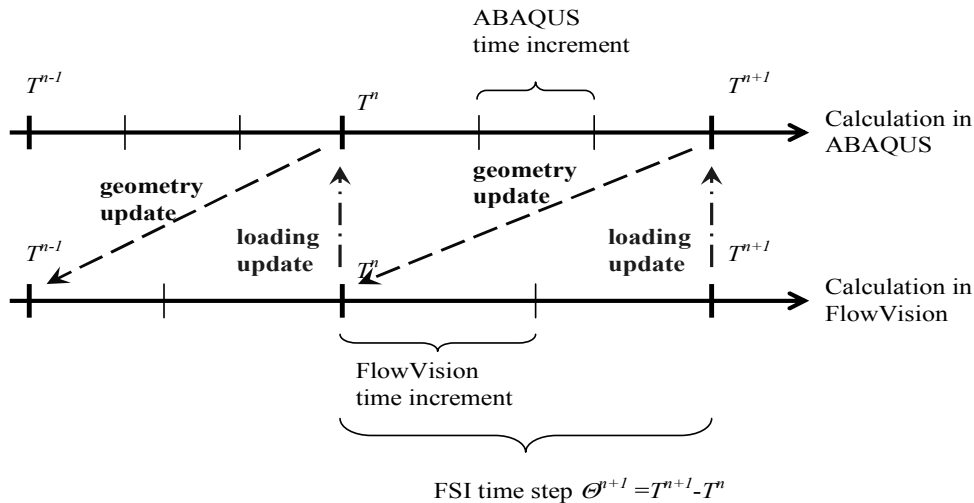 ABAQUS
time increment
T^{n-1}
T^n
T^{n+1}
Calculation in
ABAQUS
geometry
update
geometry
update
loading
update
loading
update
T^{n-1}
T^n
T^{n+1}
Calculation in
FlowVision
FlowVision
time increment
FSI time step Θ^{n+1} =T^{n+1}-T^n